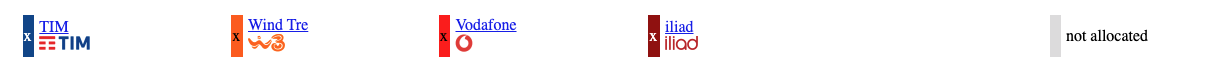 x TIM
TIM
x Wind Tre
W3
x Vodafone
x iliad
iliad
not allocated